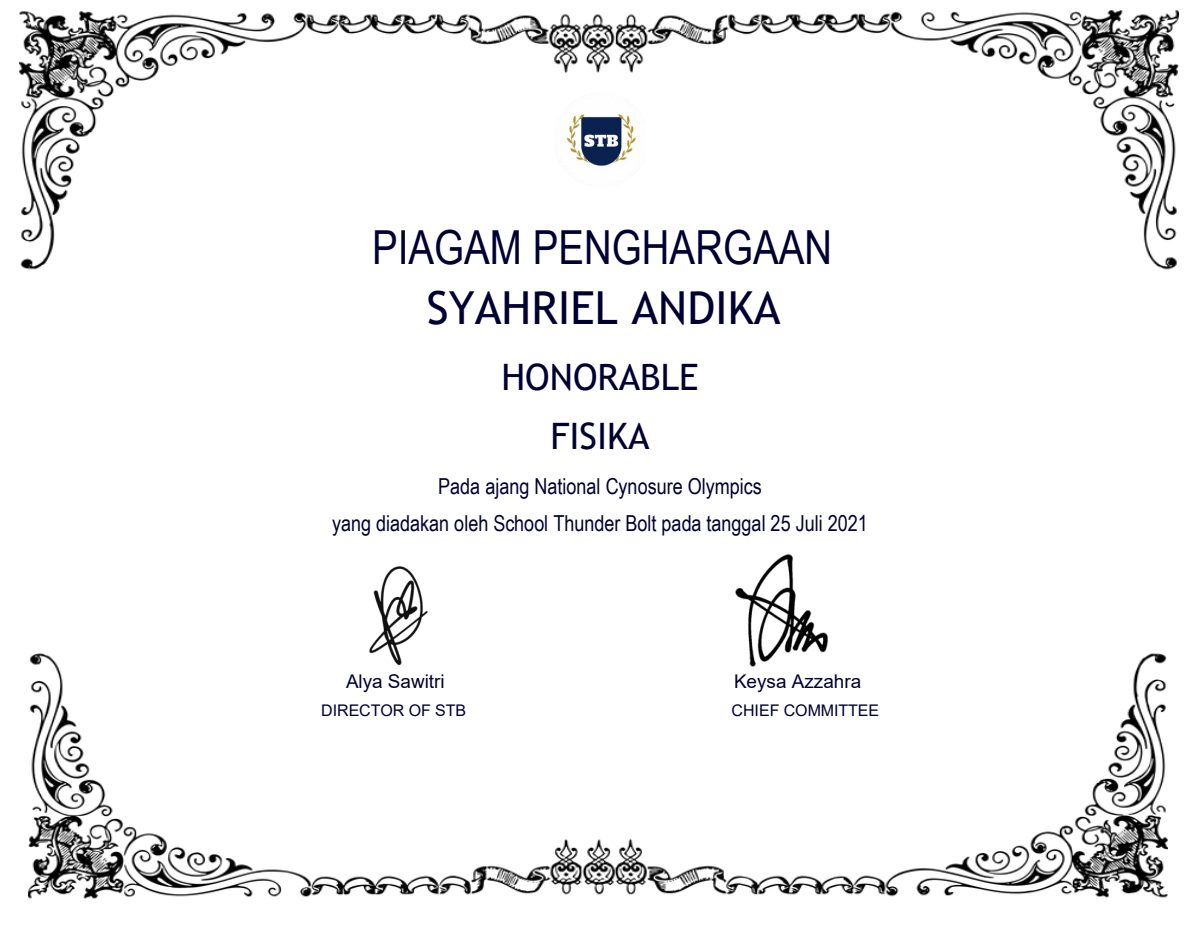 STB
PIAGAM PENGHARGAAN
SYAHRIEL ANDIKA
HONORABLE
FISIKA
Pada ajang National Cynosure Olympics
yang diadakan oleh School Thunder Bolt pada tanggal 25 Juli 2021
Alya Sawitri
Keysa Azzahra
DIRECTOR OF STB
CHIEF COMMITTEE